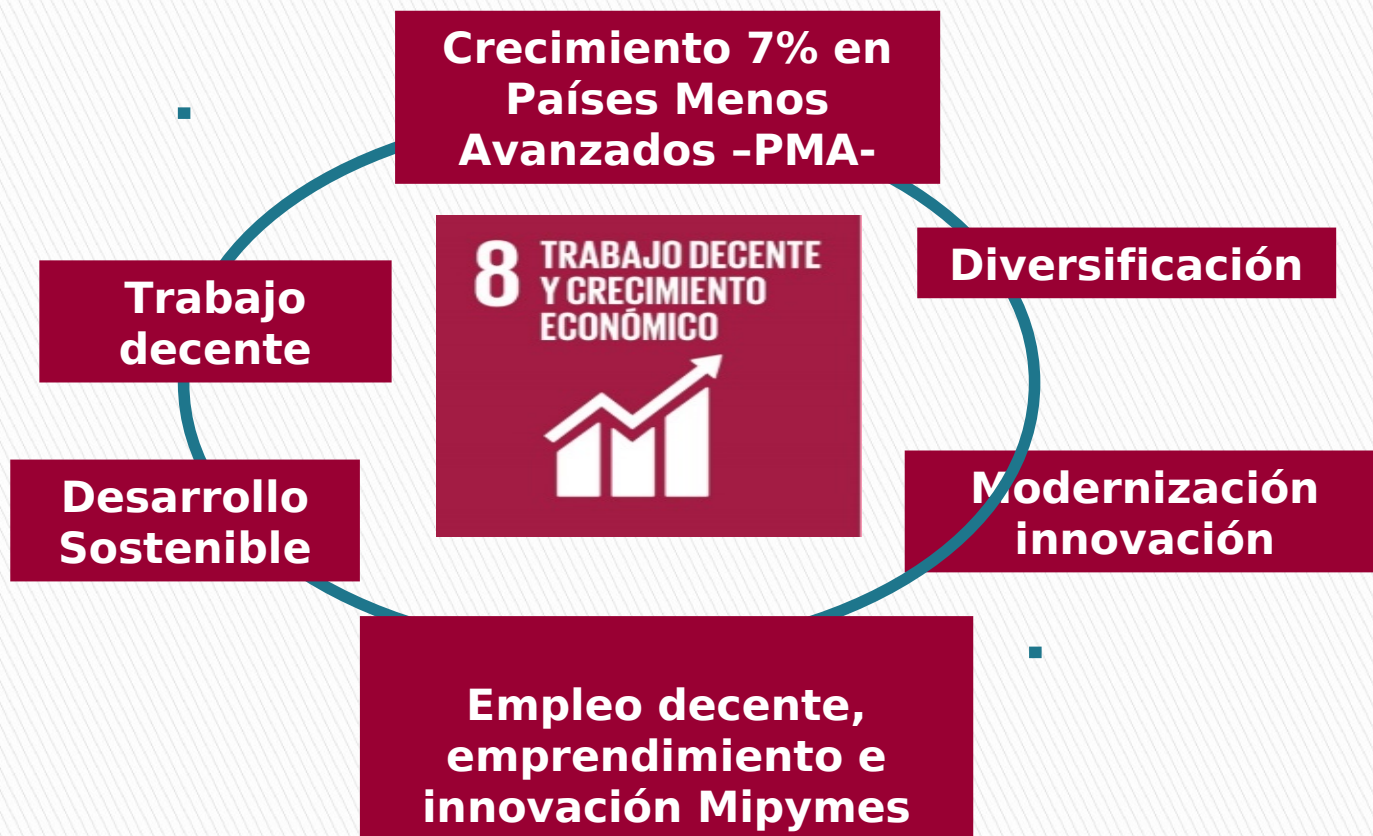 Crecimiento 7% en
Países Menos
Avanzados –PMA-
8 TRABAJO DECENTE
Y CRECIMIENTO
ECONÓMICO
Diversificación
Trabajo
decente
Modernización
innovación
Desarrollo
Sostenible
Empleo decente,
emprendimiento e
innovación Mipymes